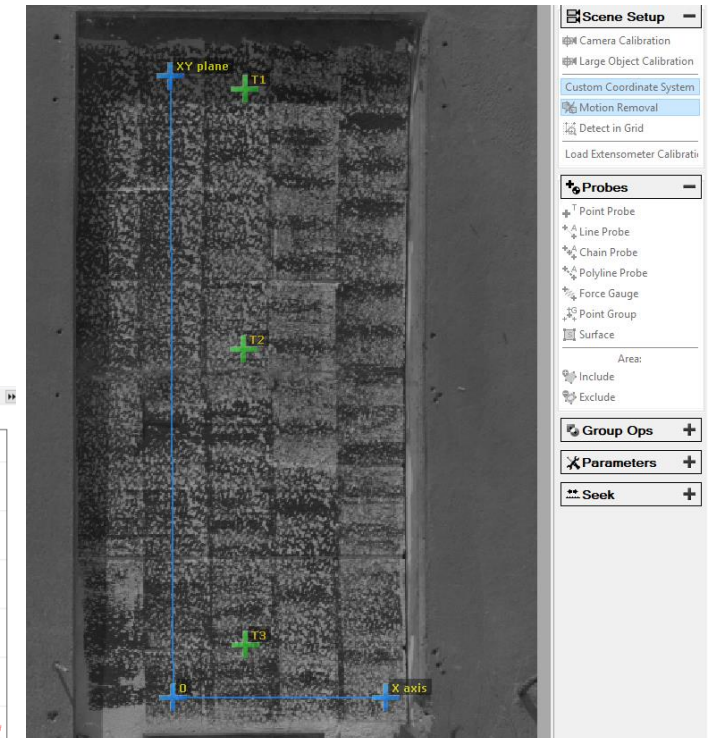 XY plane
T1
T2
T3
X axis
Scene Setup
Camera Calibration
Large Object Calibration
Custom Coordinate System
Motion Removal
Detect in Grid
Load Extensometer Calibrati
Probes
Point Probe
Line Probe
Chain Probe
Polyline Probe
Force Gauge
Point Group
Surface
Area:
Include
Exclude
Group Ops
Parameters
Seek